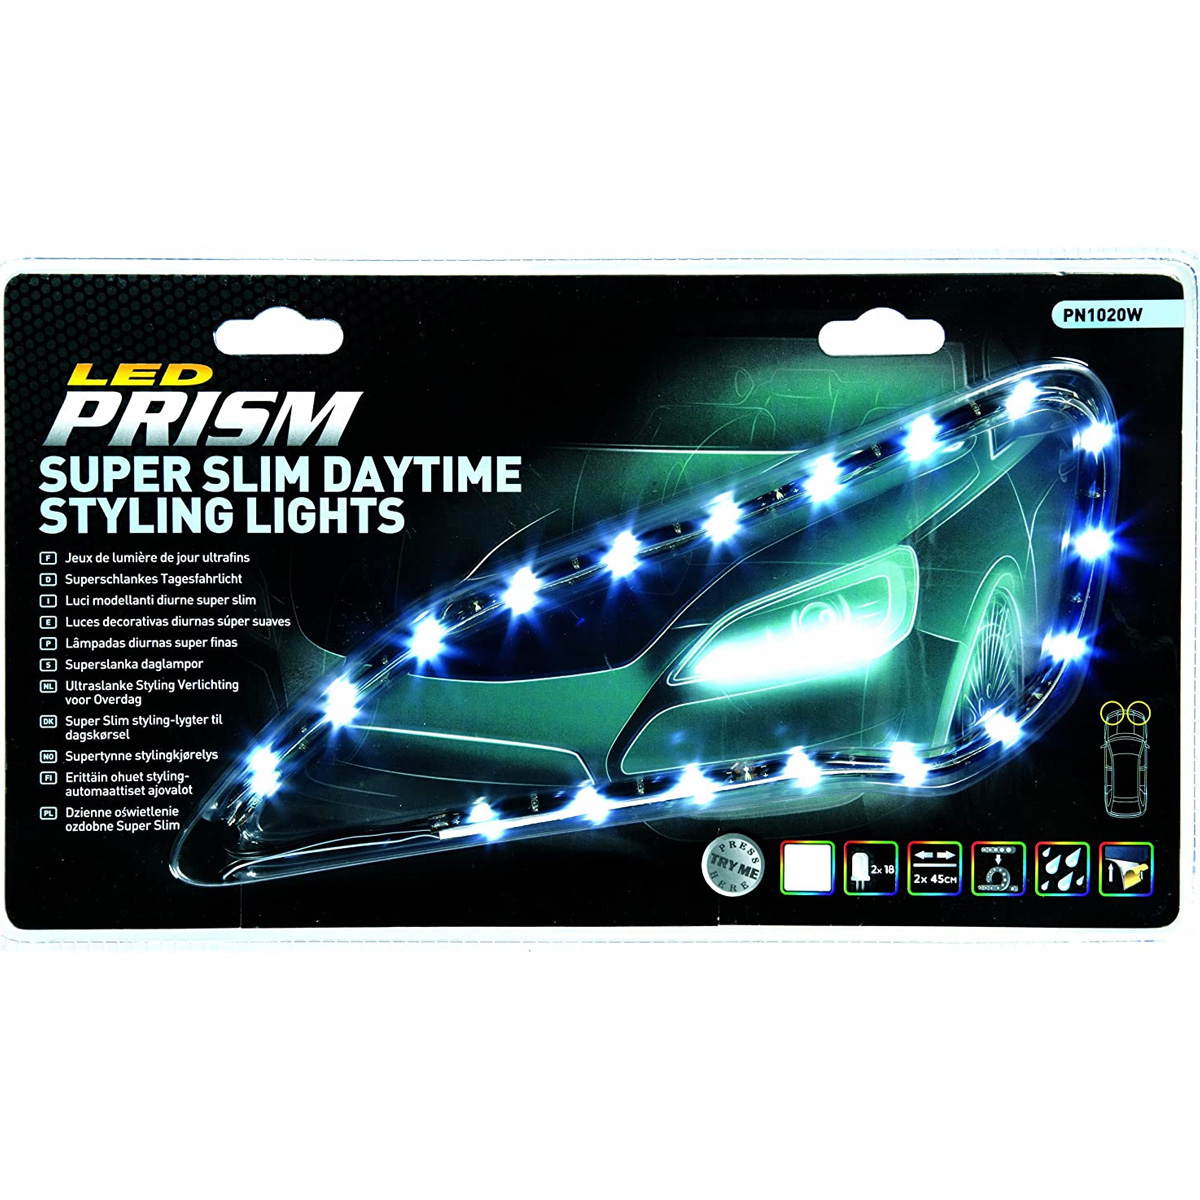 PN1020W
LED
PRISM
SUPER SLIM DAYTIME
STYLING LIGHTS
F Jeux de lumière de jour ultrafins
D Superschlankes Tagesfahrlicht
I Luci modellanti diurne super slim
E Luces decorativas diurnas súper suaves
P Lâmpadas diurnas super finas
S Superslanka daglampor
NL Ultraslanke Styling Verlichting
voor Overdag
DK Super Slim styling-lygter til
dagskørsel
NO Supertynne stylingkjørelys
FI Erittäin ohuet styling-
automaattiset ajovalot
PL Dzienne oświetlenie
ozdobne Super Slim
PRESS
TRY ME
HERE
2x 18
2x 45CM